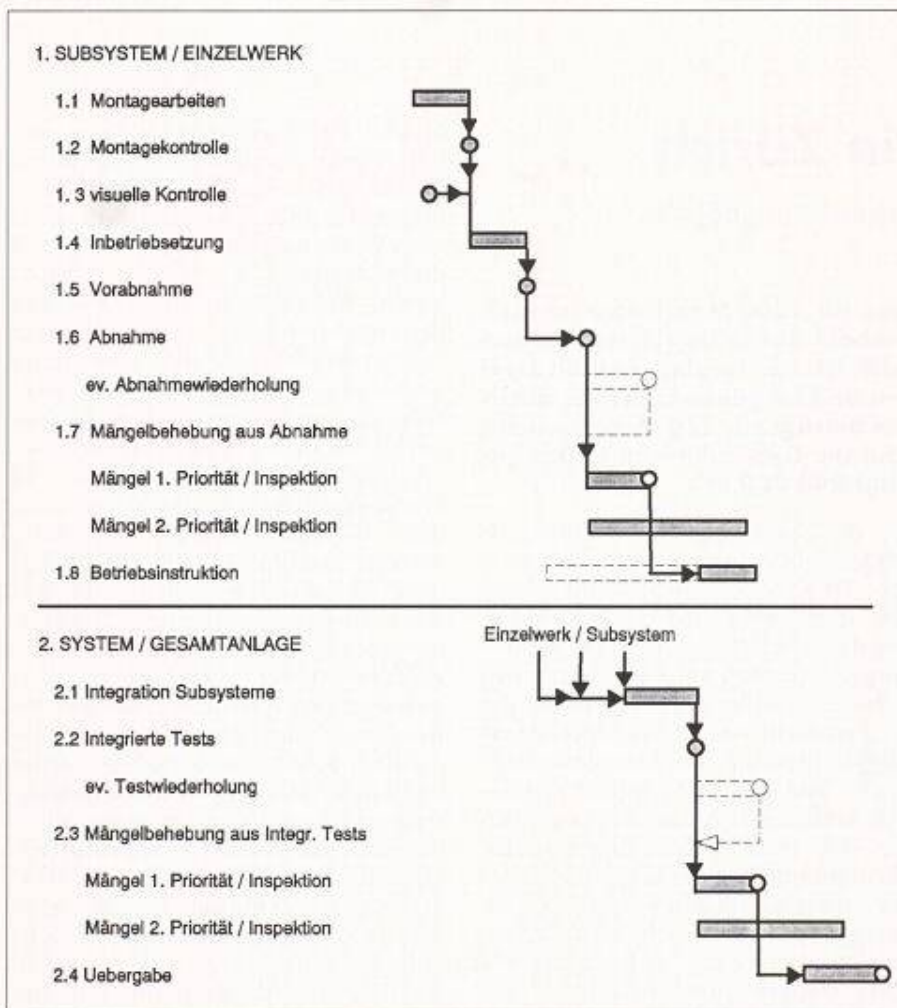 1. SUBSYSTEM / EINZELWERK
1.1 Montagearbeiten
1.2 Montagekontrolle
1. 3 visuelle Kontrolle
1.4 Inbetriebsetzung
1.5 Vorabnahme
1.6 Abnahme
ev. Abnahmewiederholung
1.7 Mängelbehebung aus Abnahme
Mängel 1. Priorität / Inspektion
Mängel 2. Priorität / Inspektion
1.8 Betriebsinstruktion
2. SYSTEM / GESAMTANLAGE
Einzelwerk / Subsystem
2.1 Integration Subsysteme
2.2 Integrierte Tests
ev. Testwiederholung
2.3 Mängelbehebung aus Integr. Tests
Mängel 1. Priorität / Inspektion
Mängel 2. Priorität / Inspektion
2.4 Uebergabe